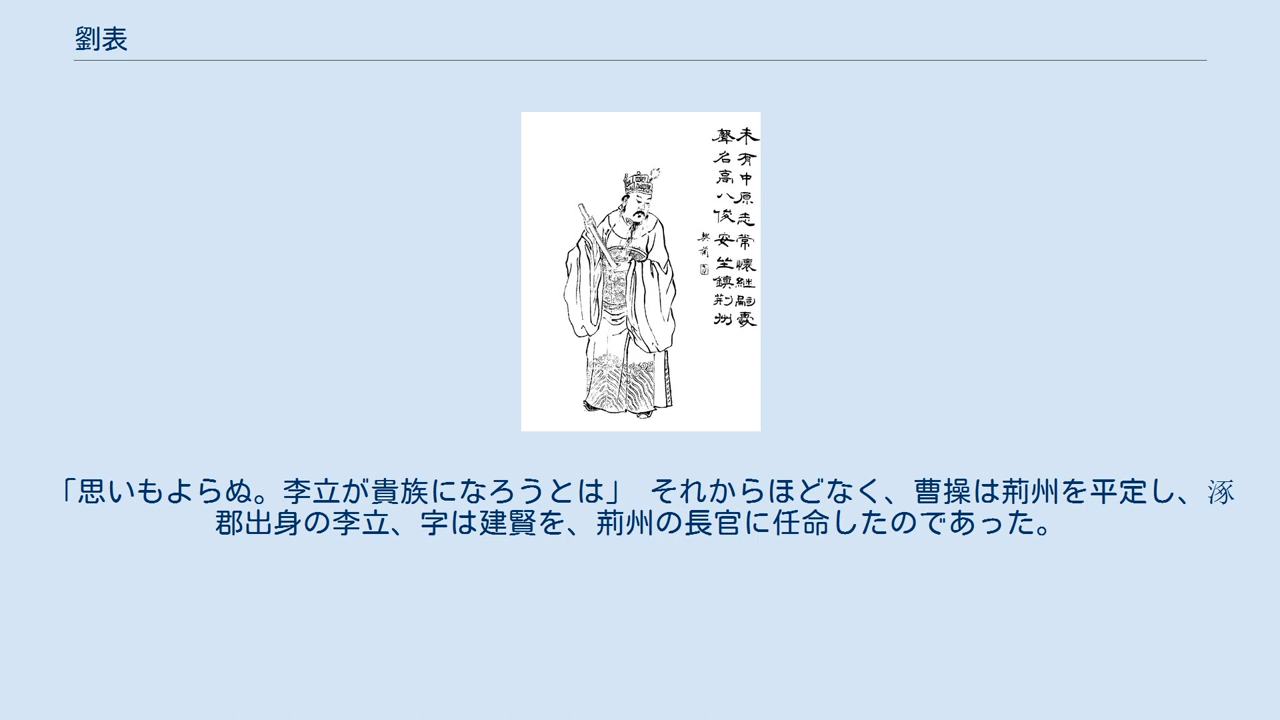 劉表
未有中原志常懷繼嗣憂
聲名高八俊安坐鎮荊州
「思いもよらぬ。李立が貴族になろうとは」 それからほどなく、曹操は荊州を平定し、涿
郡出身の李立、字は建賢を、荊州の長官に任命したのであった。